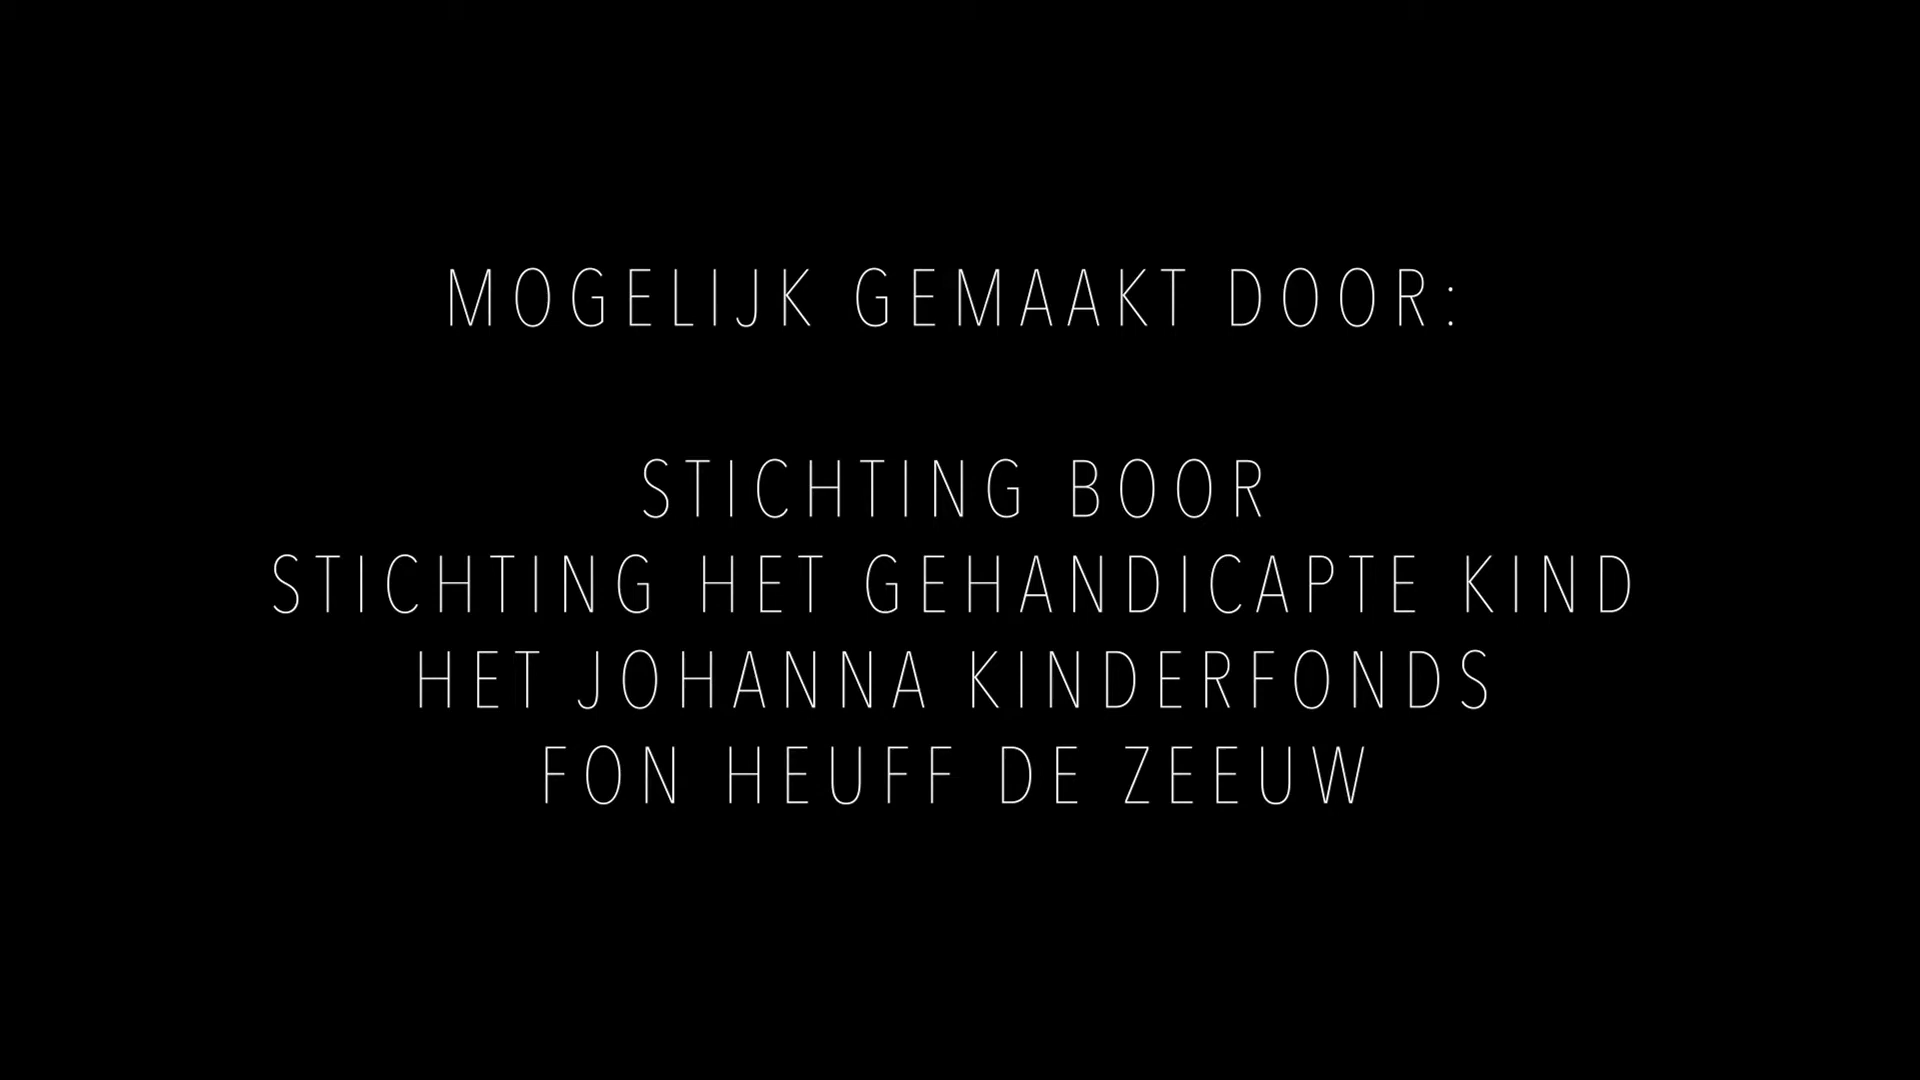 MOGELIJK GEMAAKT DOOR:
STICHTING BOOR
STICHTING HET GEHANDICAPTE KIND
HET JOHANNA KINDERFONDS
FON HEUFF DE ZEEUW